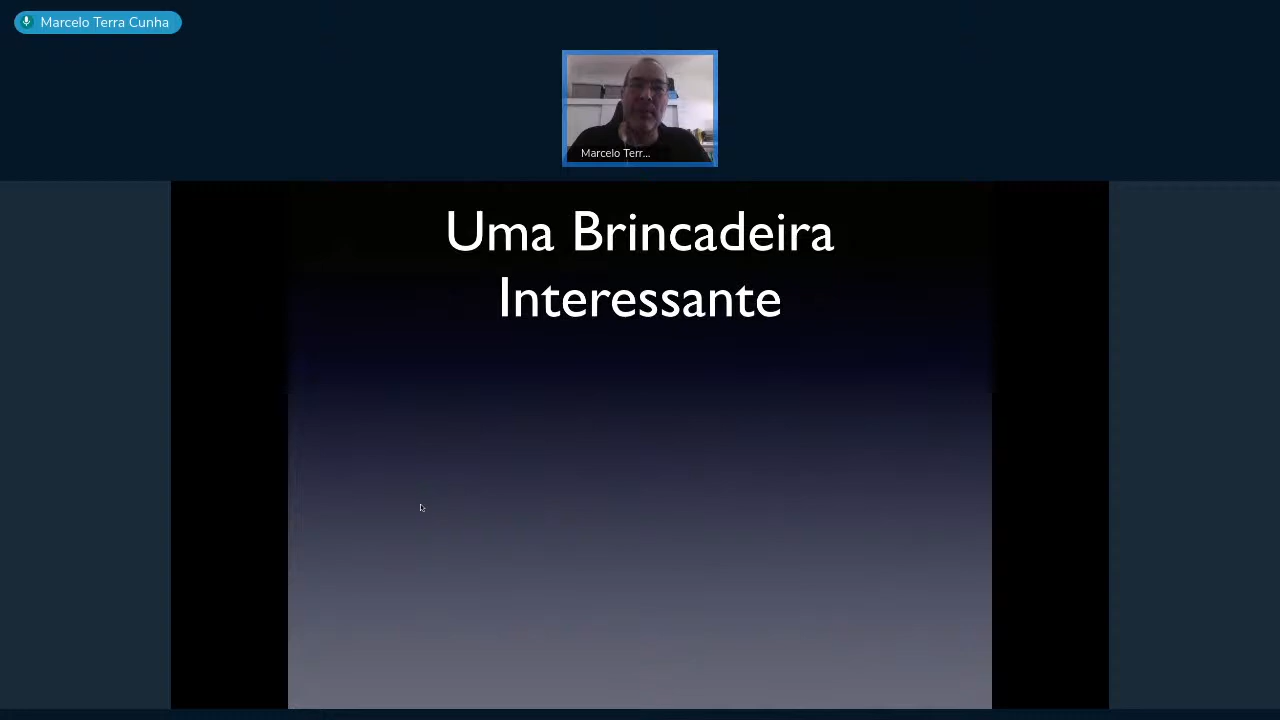 Marcelo Terra Cunha
Marcelo Terr...
Uma Brincadeira
Interessante